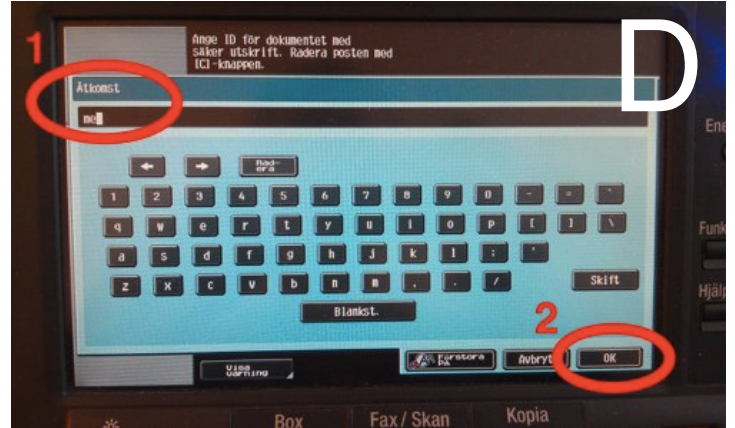 Ange ID för dokumentet med
säker utskrift. Radera posten med
[C]-knappen.
D
1
Åtkomst
me
Ene
← → Rad-
era
1 2 3 4 5 6 7 8 9 0 - = `
q w e r t y u i o p [ ] \
a s d f g h j k l ; '
z x c v b n m , . / Skift
Blankst.
Funk
Hjälp
2
Visa
varning
Förstora
PÅ
Avbryt
OK
Box
Fax / Skan
Kopia